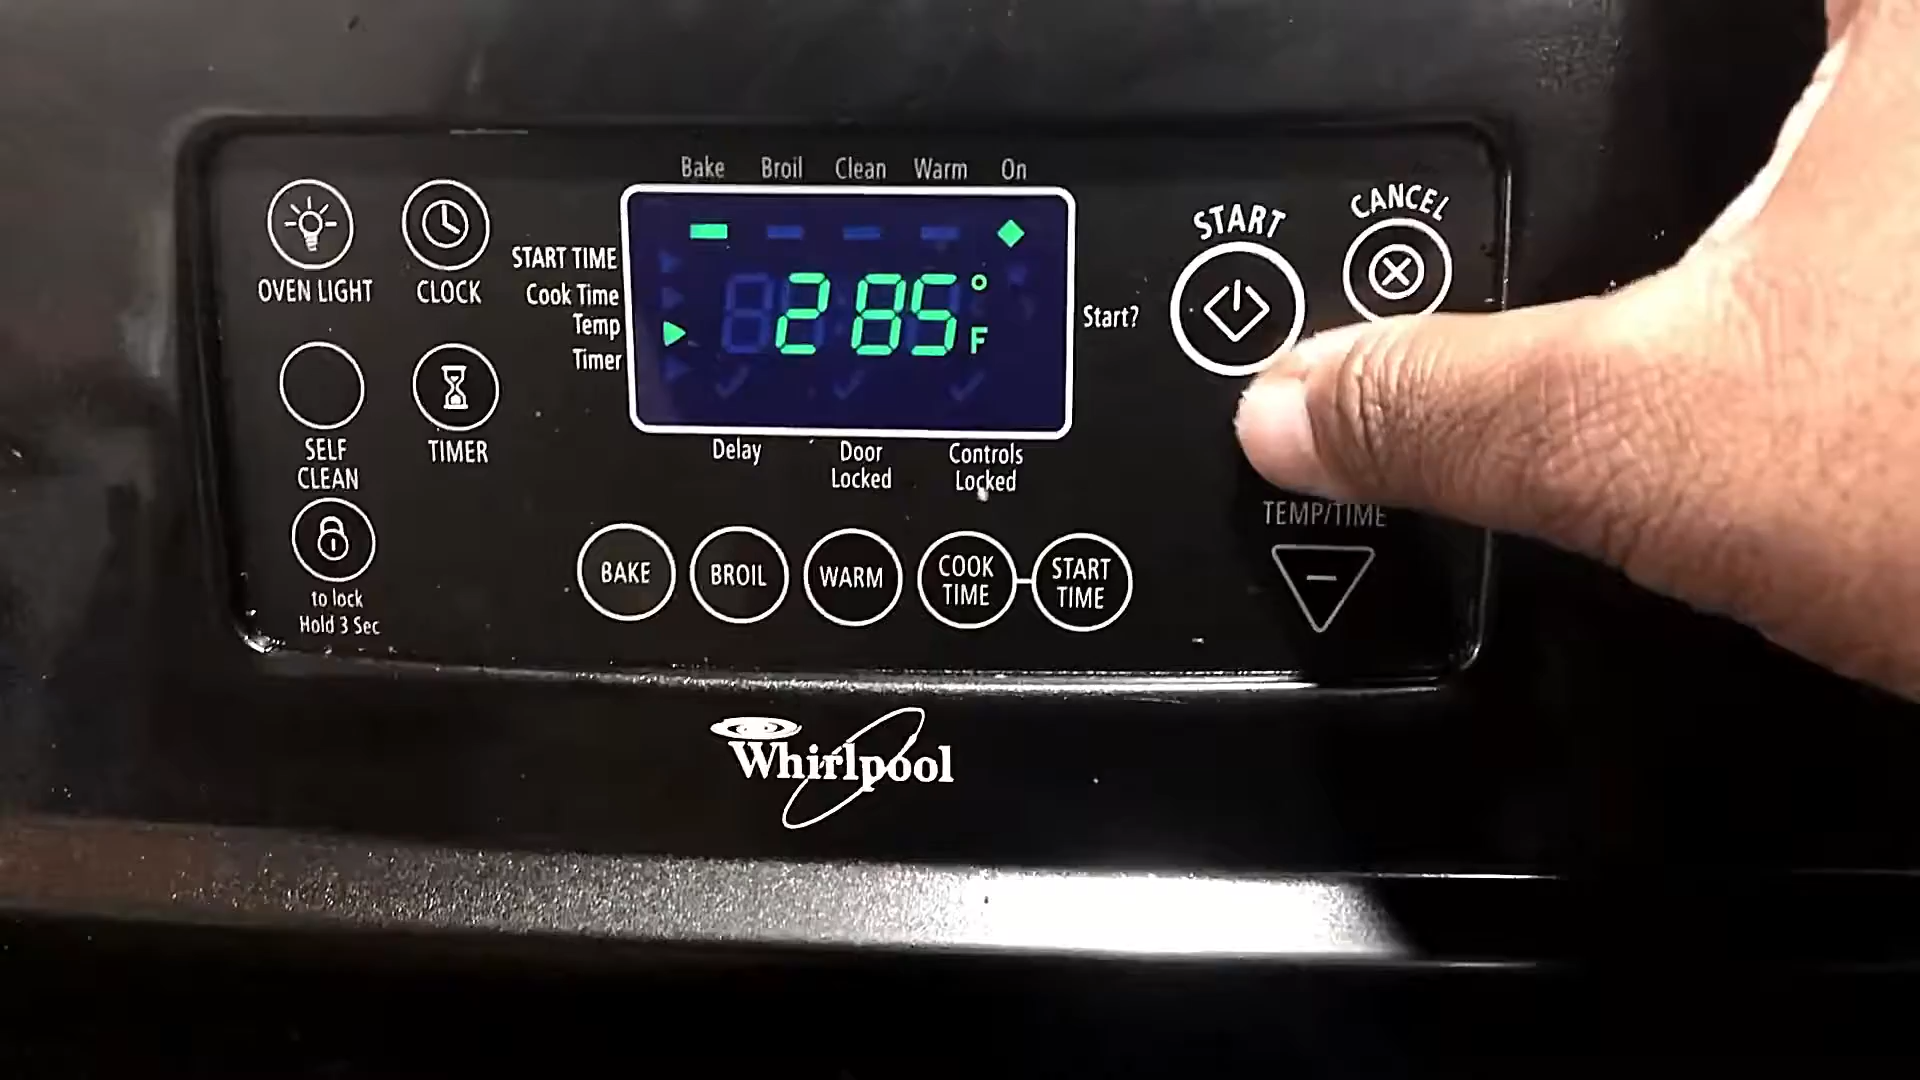 Bake Broil Clean Warm On
START CANCEL
OVEN LIGHT CLOCK
START TIME
Cook Time
Temp
Timer
285°F
Start?
SELF
CLEAN
TIMER
Delay Door
Locked Controls
Locked
to lock
Hold 3 Sec
BAKE BROIL WARM COOK
TIME START
TIME
TEMP/TIME
Whirlpool